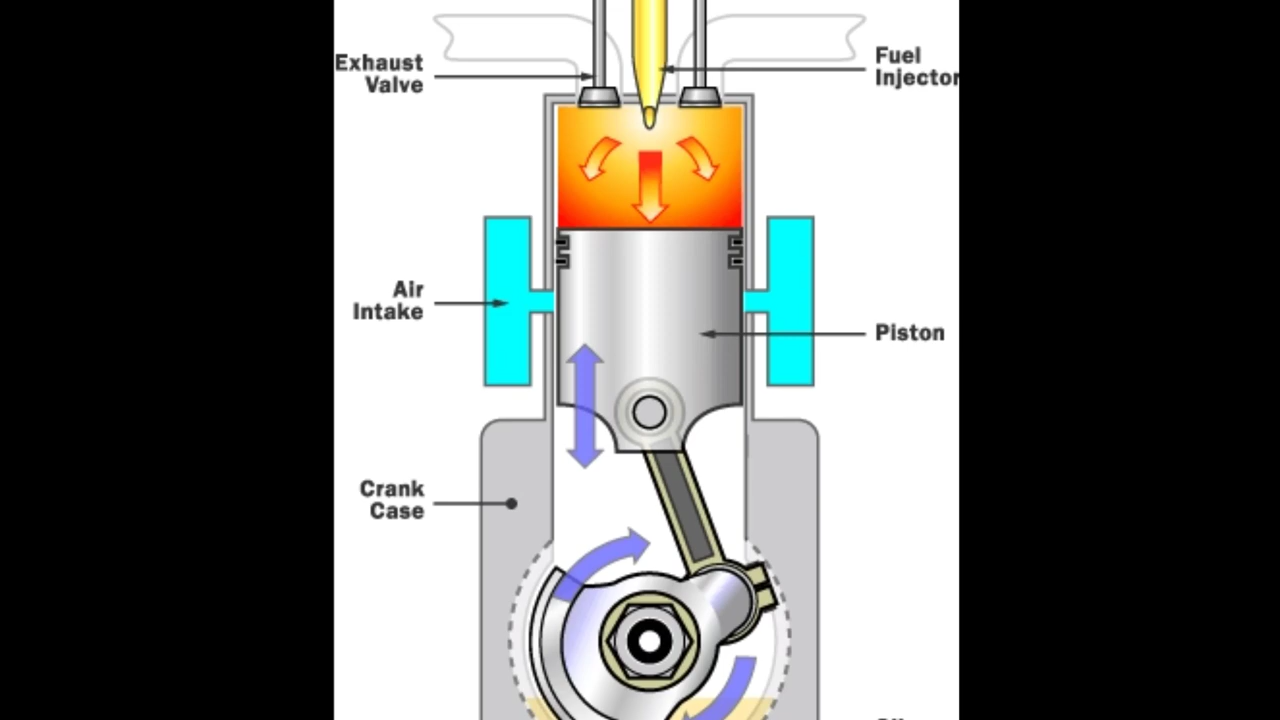 Exhaust
Valve
Fuel
Injector
Air
Intake
Piston
Crank
Case